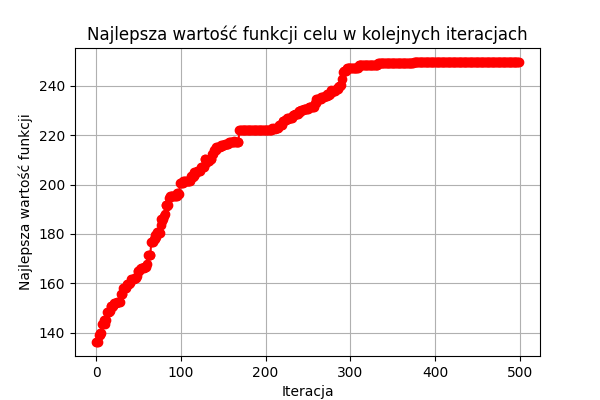 Najlepsza wartość funkcji celu w kolejnych iteracjach
Najlepsza wartość funkcji
240
220
200
180
160
140
0 100 200 300 400 500
Iteracja